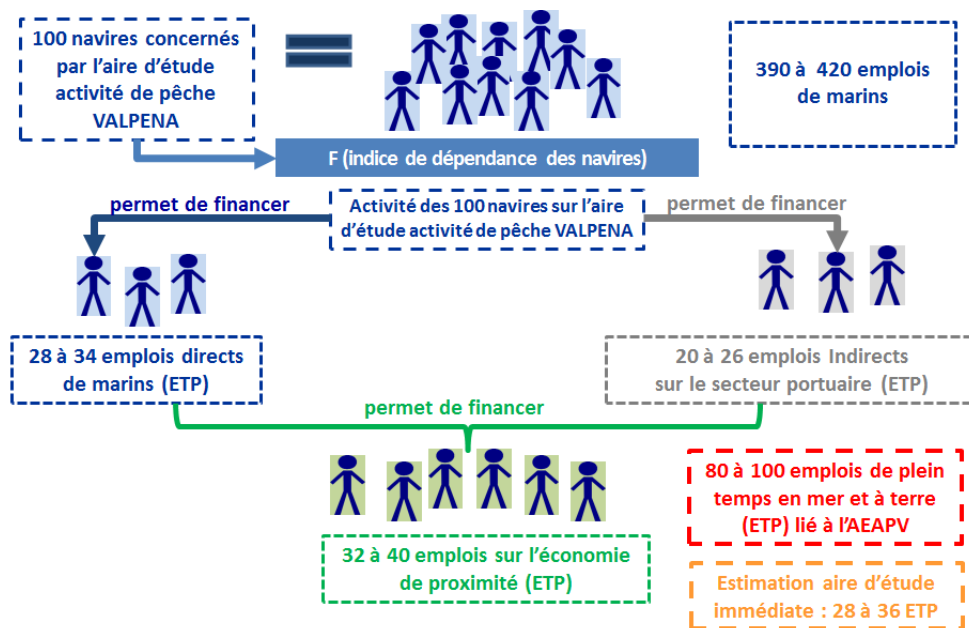 100 navires concernés
par l'aire d'étude
activité de pêche
VALPENA
390 à 420 emplois
de marins
F (indice de dépendance des navires)
permet de financer
Activité des 100 navires sur l'aire
d'étude activité de pêche VALPENA
permet de financer
28 à 34 emplois directs
de marins (ETP)
20 à 26 emplois Indirects
sur le secteur portuaire (ETP)
permet de financer
80 à 100 emplois de plein
temps en mer et à terre
(ETP) lié à l'AEAPV
32 à 40 emplois sur l'économie
de proximité (ETP)
Estimation aire d'étude
immédiate : 28 à 36 ETP